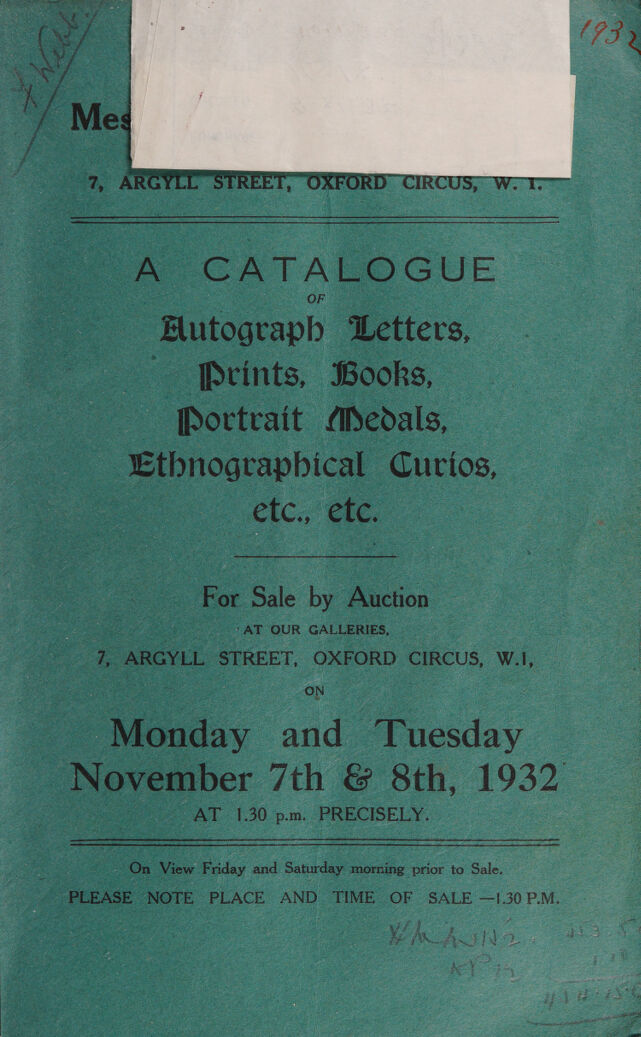 F Webb.
1932
Mes
7, ARGYLL STREET, OXFORD CIRCUS, W. 1.
A CATALOGUE
OF
Autograph Letters,
Prints, Books,
Portrait Medals,
Ethnographical Curios,
etc., etc.
For Sale by Auction
AT OUR GALLERIES,
7, ARGYLL STREET, OXFORD CIRCUS, W.1,
ON
Monday and Tuesday
November 7th & 8th, 1932
AT 1.30 p.m. PRECISELY.
On View Friday and Saturday morning prior to Sale.
PLEASE NOTE PLACE AND TIME OF SALE —1.30 P.M.